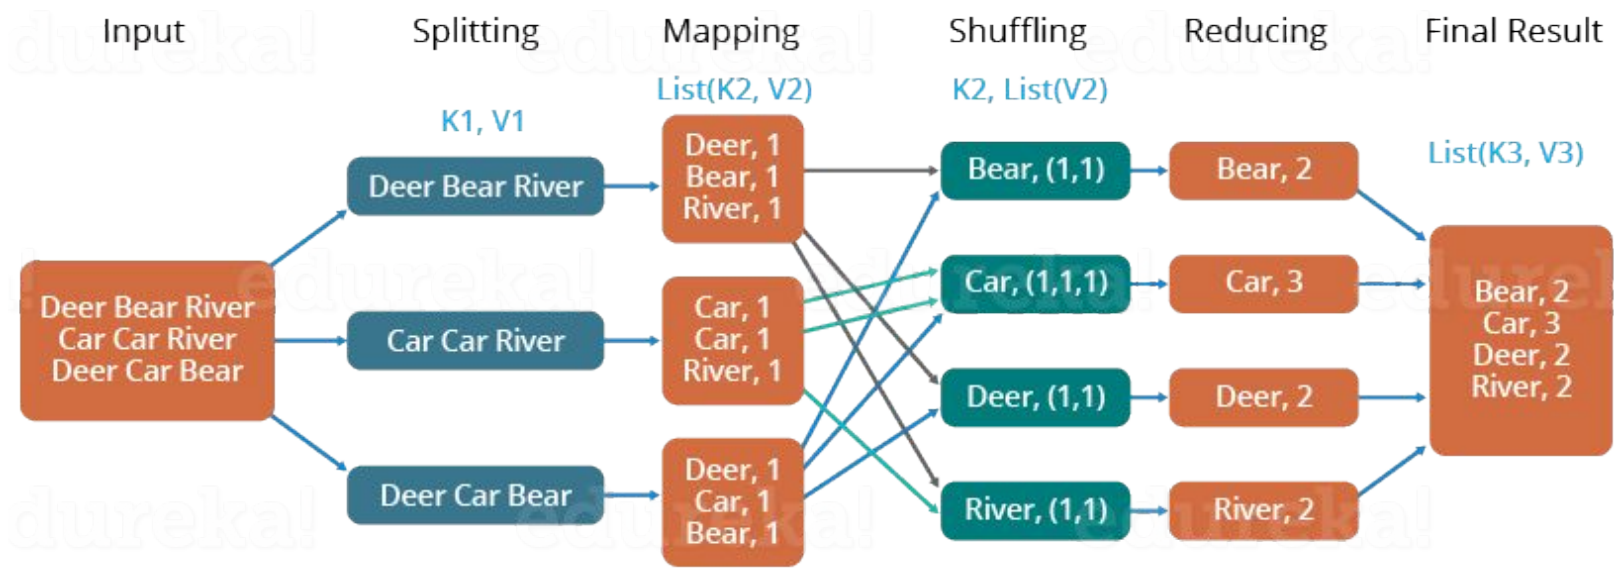 Input
Splitting
Mapping
Shuffling
Reducing
Final Result
K1, V1
List(K2, V2)
K2, List(V2)
List(K3, V3)
Deer Bear River
Car Car River
Deer Car Bear
Deer Bear River
Car Car River
Deer Car Bear
Deer, 1
Bear, 1
River, 1
Car, 1
Car, 1
River, 1
Deer, 1
Car, 1
Bear, 1
Bear, (1,1)
Car, (1,1,1)
Deer, (1,1)
River, (1,1)
Bear, 2
Car, 3
Deer, 2
River, 2
Bear, 2
Car, 3
Deer, 2
River, 2
edureka!